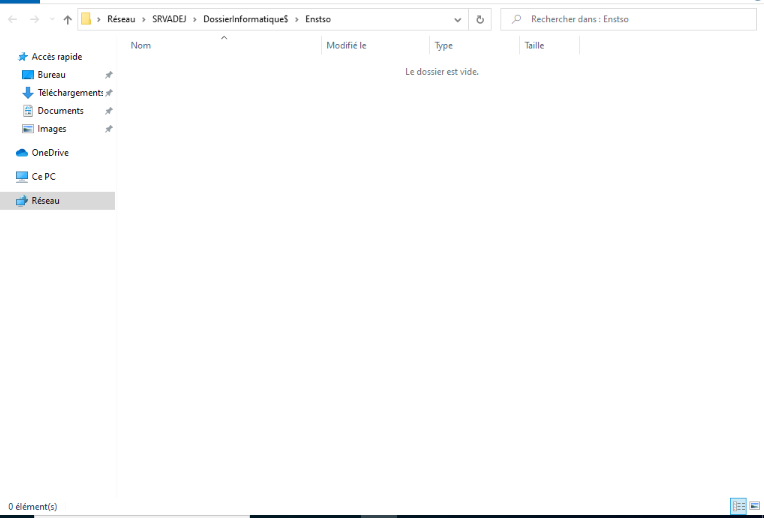 Réseau > SRVADEJ > DossierInformatique$ > Enstso
Rechercher dans : Enstso
Nom Modifié le Type Taille
Le dossier est vide.
Accès rapide
Bureau
Téléchargements
Documents
Images
OneDrive
Ce PC
Réseau
0 élément(s)